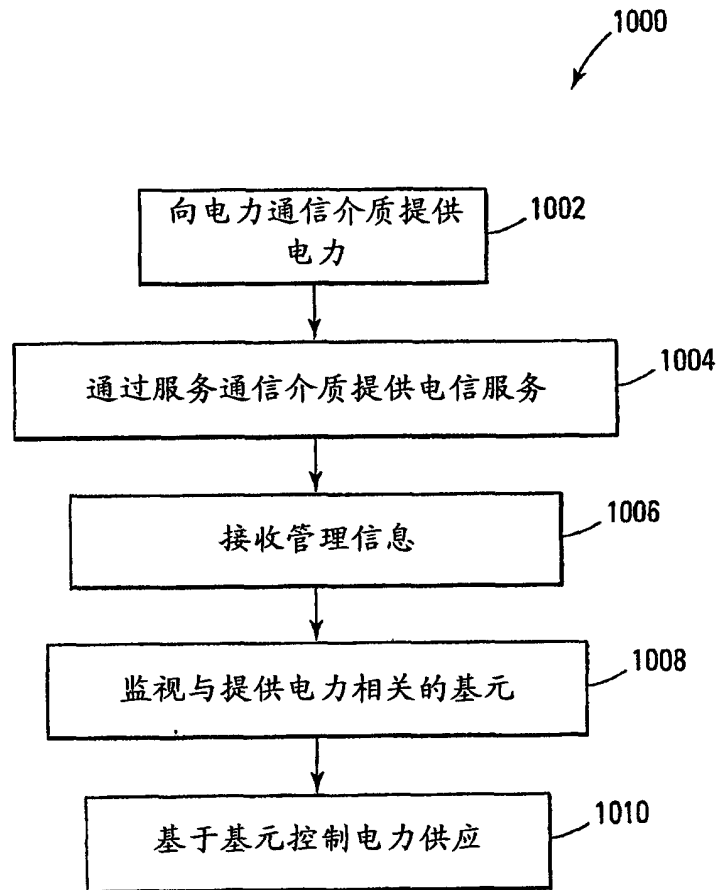 1000
向电力通信介质提供
电力
1002
通过服务通信介质提供电信服务
1004
接收管理信息
1006
监视与提供电力相关的基元
1008
基于基元控制电力供应
1010